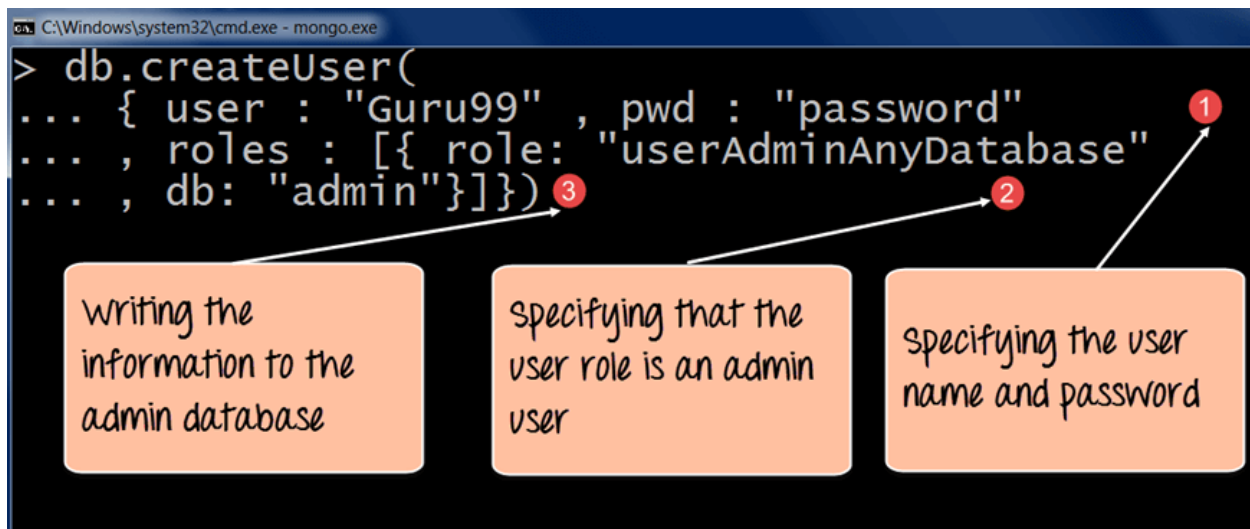 C:\Windows\system32\cmd.exe - mongo.exe
> db.createUser(
... { user : "Guru99" , pwd : "password"
... , roles : [{ role: "userAdminAnyDatabase"
... , db: "admin"}]})
1
2
3
Writing the
information to the
admin database
Specifying that the
user role is an admin
user
Specifying the user
name and password